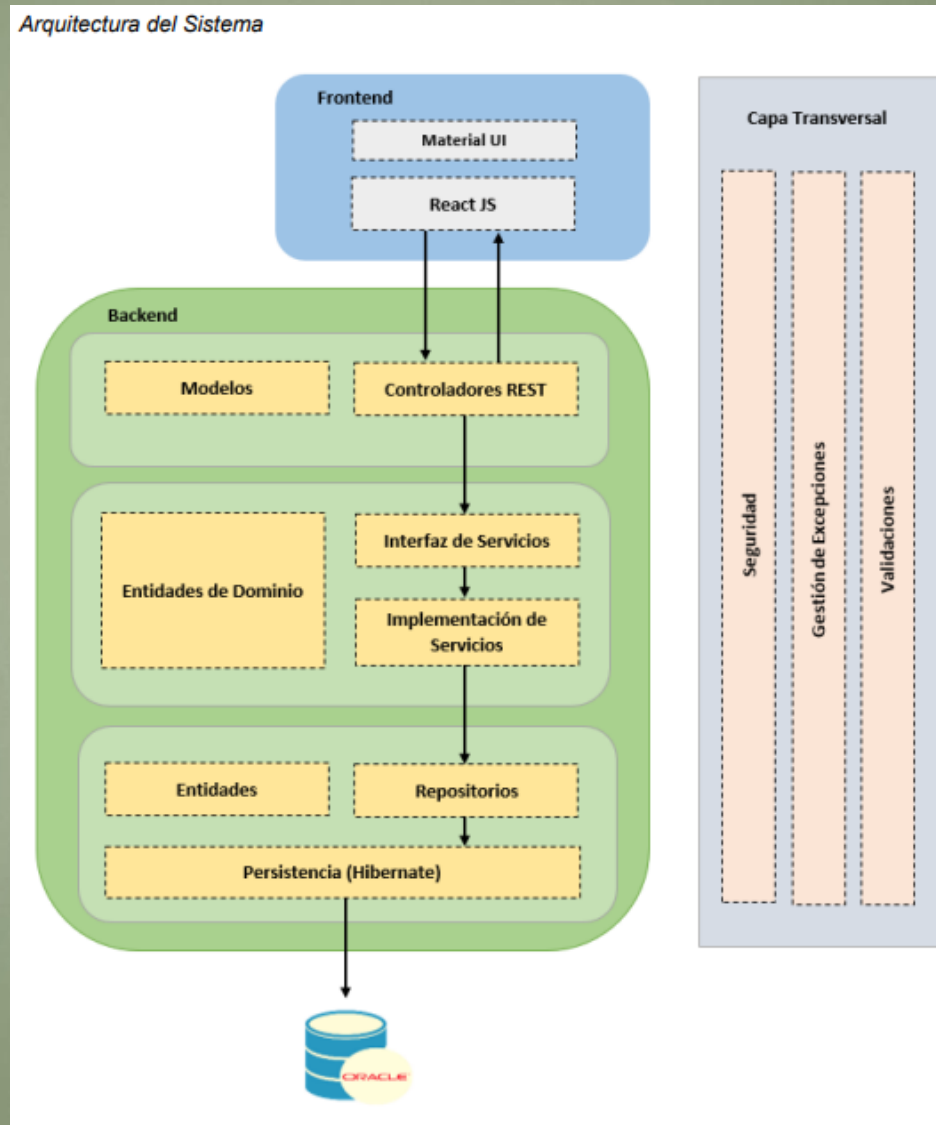 Arquitectura del Sistema
Frontend
Material UI
React JS
Backend
Modelos
Controladores REST
Entidades de Dominio
Interfaz de Servicios
Implementación de
Servicios
Entidades
Repositorios
Persistencia (Hibernate)
ORACLE
Capa Transversal
Seguridad
Gestión de Excepciones
Validaciones